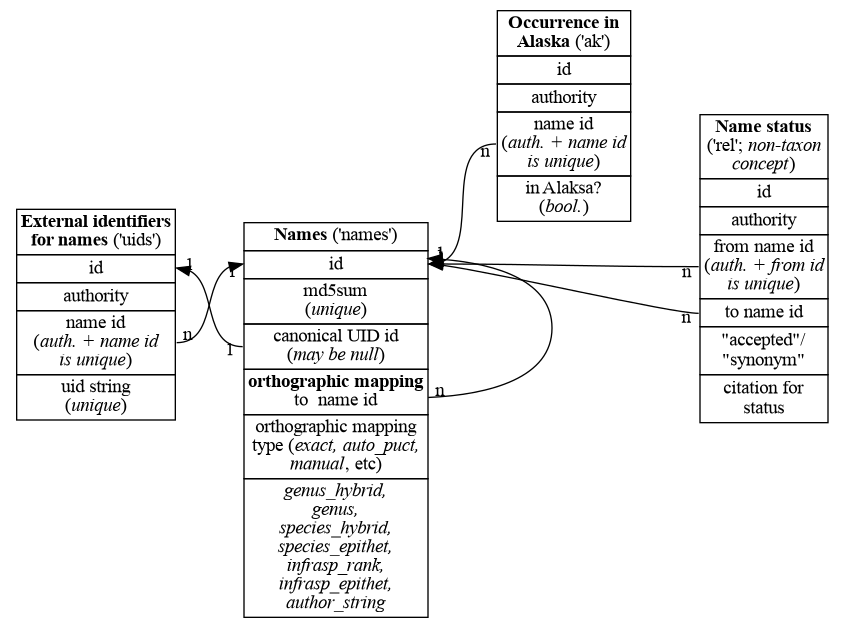 Occurrence in
Alaska ('ak')
id
authority
name id
(auth. + name id
is unique)
in Alaksa?
(bool.)
n
Name status
('rel'; non-taxon
concept)
id
authority
from name id
(auth. + from id
is unique)
to name id
"accepted"/
"synonym"
citation for
status
n
n
External identifiers
for names ('uids')
id
authority
name id
(auth. + name id
is unique)
uid string
(unique)
1
n
Names ('names')
id
md5sum
(unique)
canonical UID id
(may be null)
orthographic mapping
to name id
orthographic mapping
type (exact, auto_puct,
manual, etc)
genus_hybrid,
genus,
species_hybrid,
species_epithet,
infrasp_rank,
infrasp_epithet,
author_string
1
1
1
n